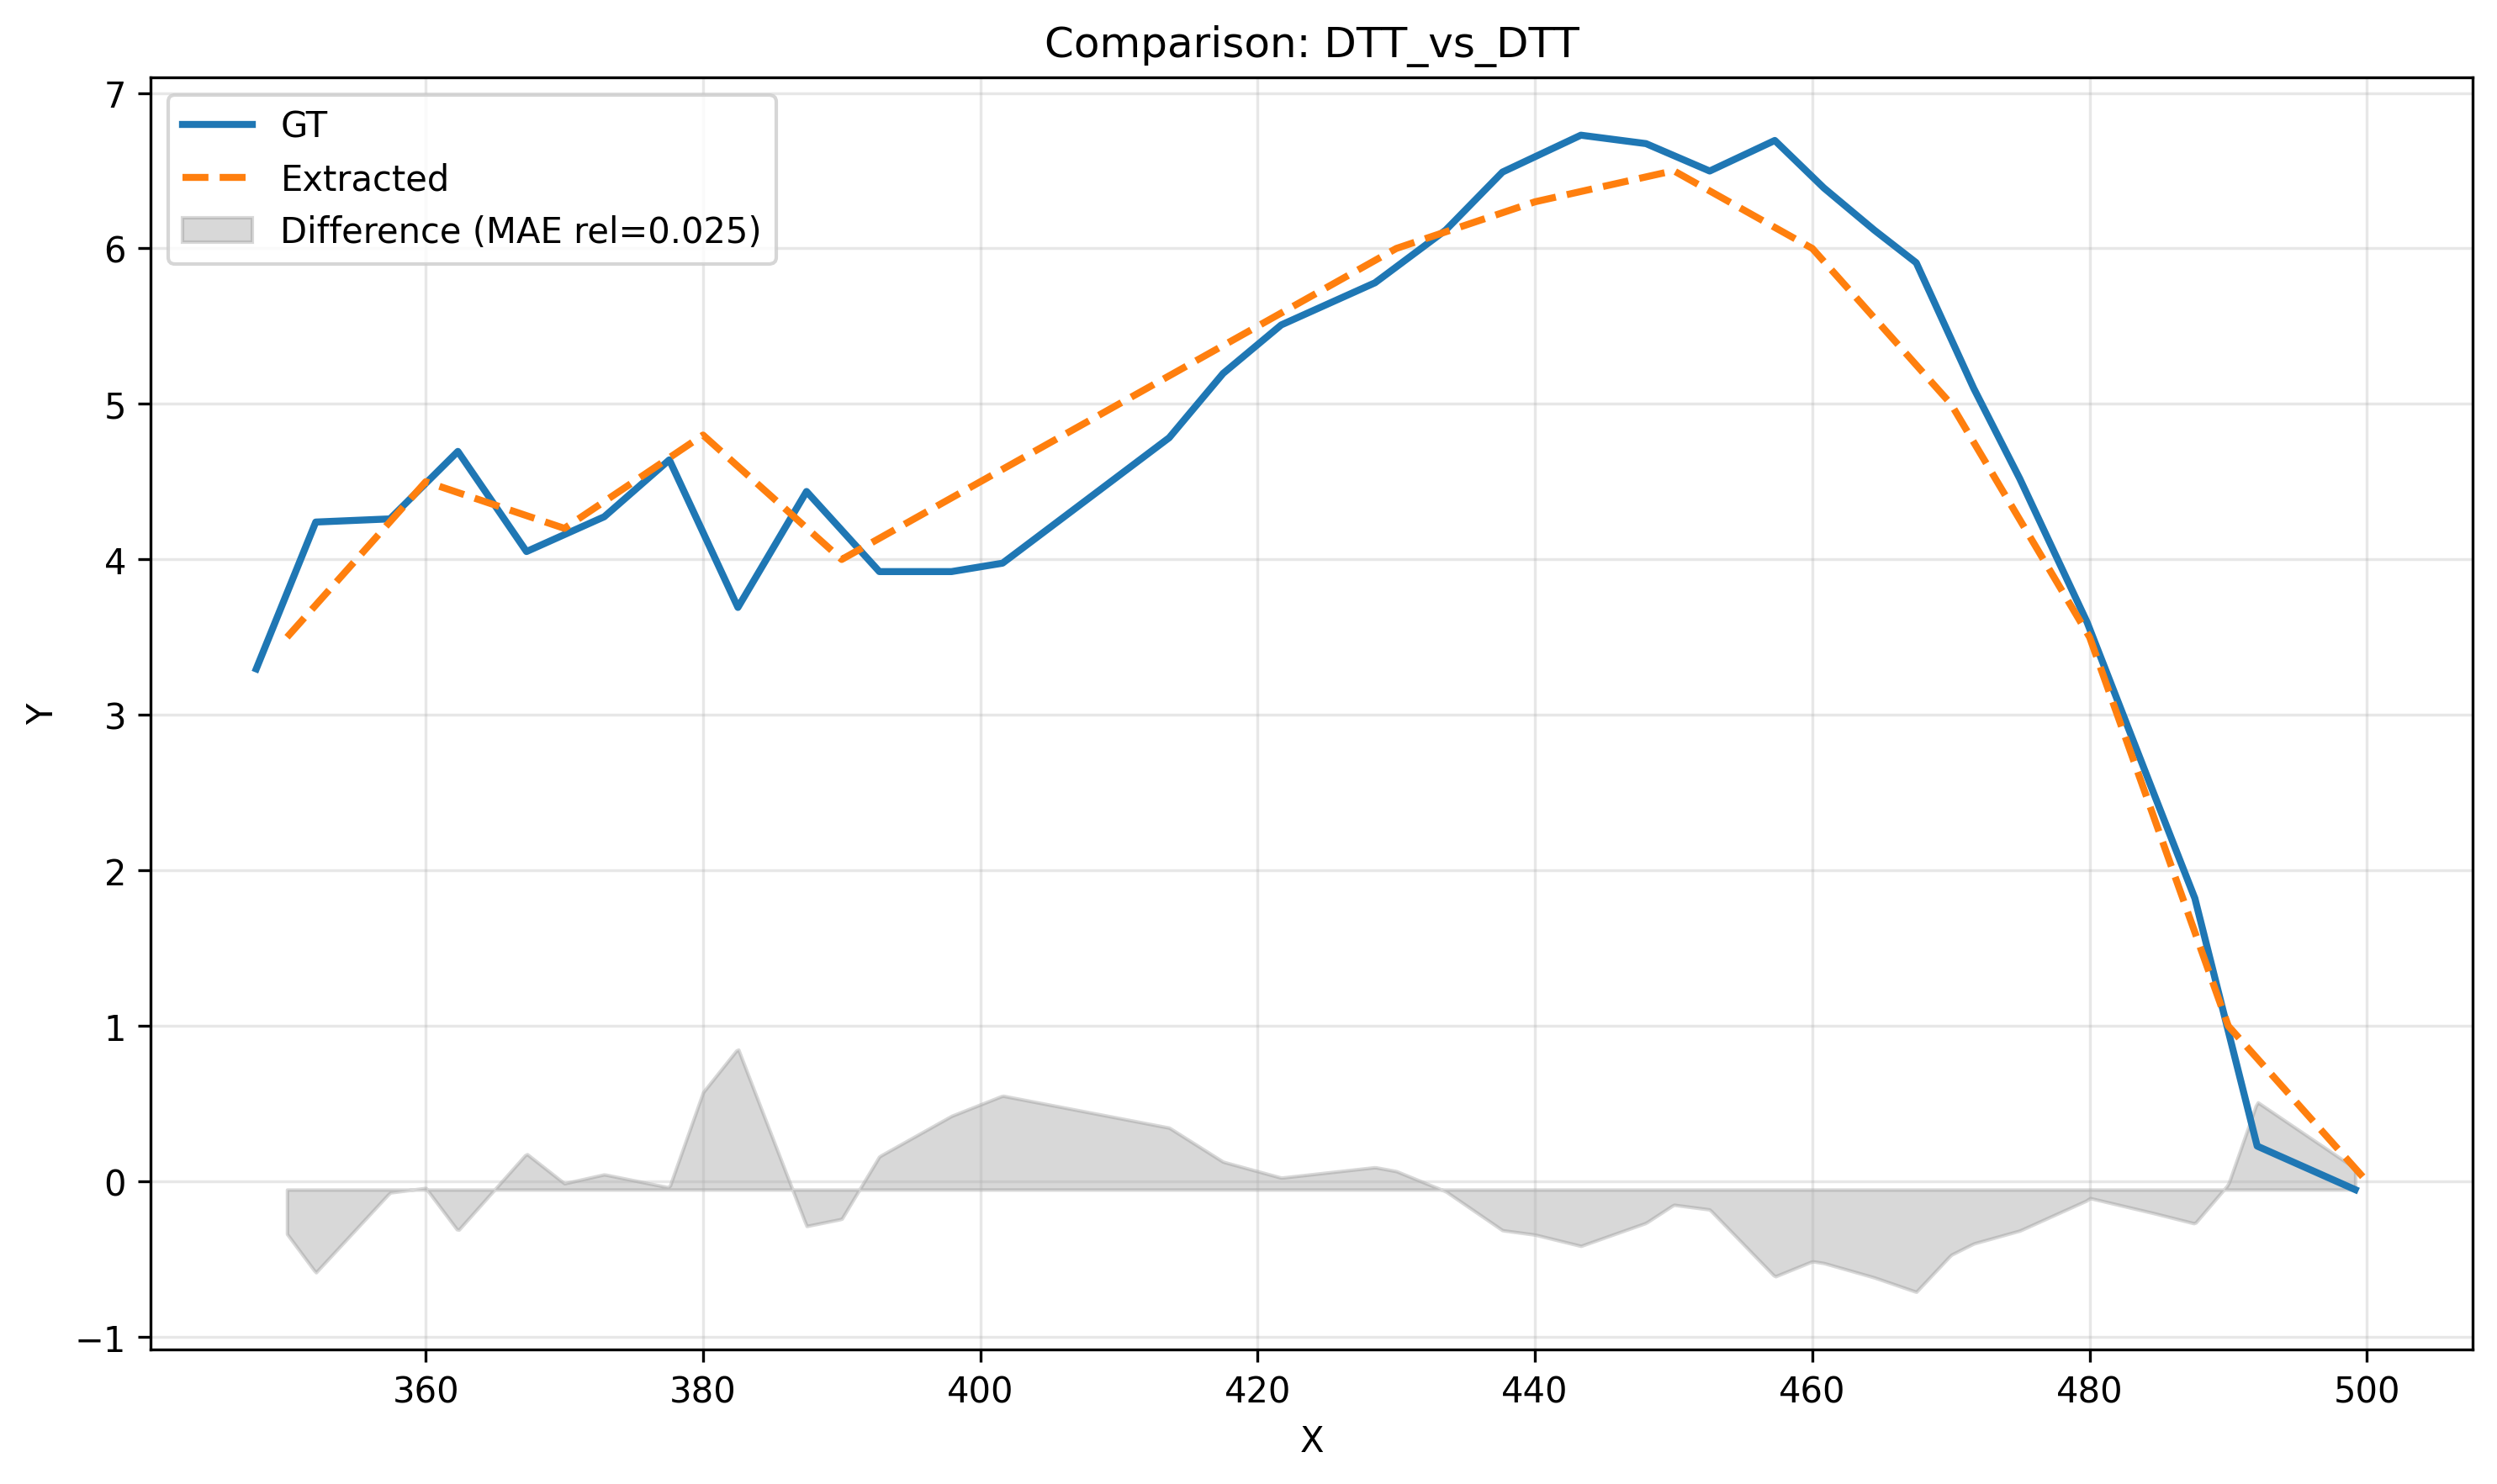 Comparison: DTT_vs_DTT
GT
Extracted
Difference (MAE rel=0.025)
Y
7
6
5
4
3
2
1
0
−1
360 380 400 420 440 460 480 500
X